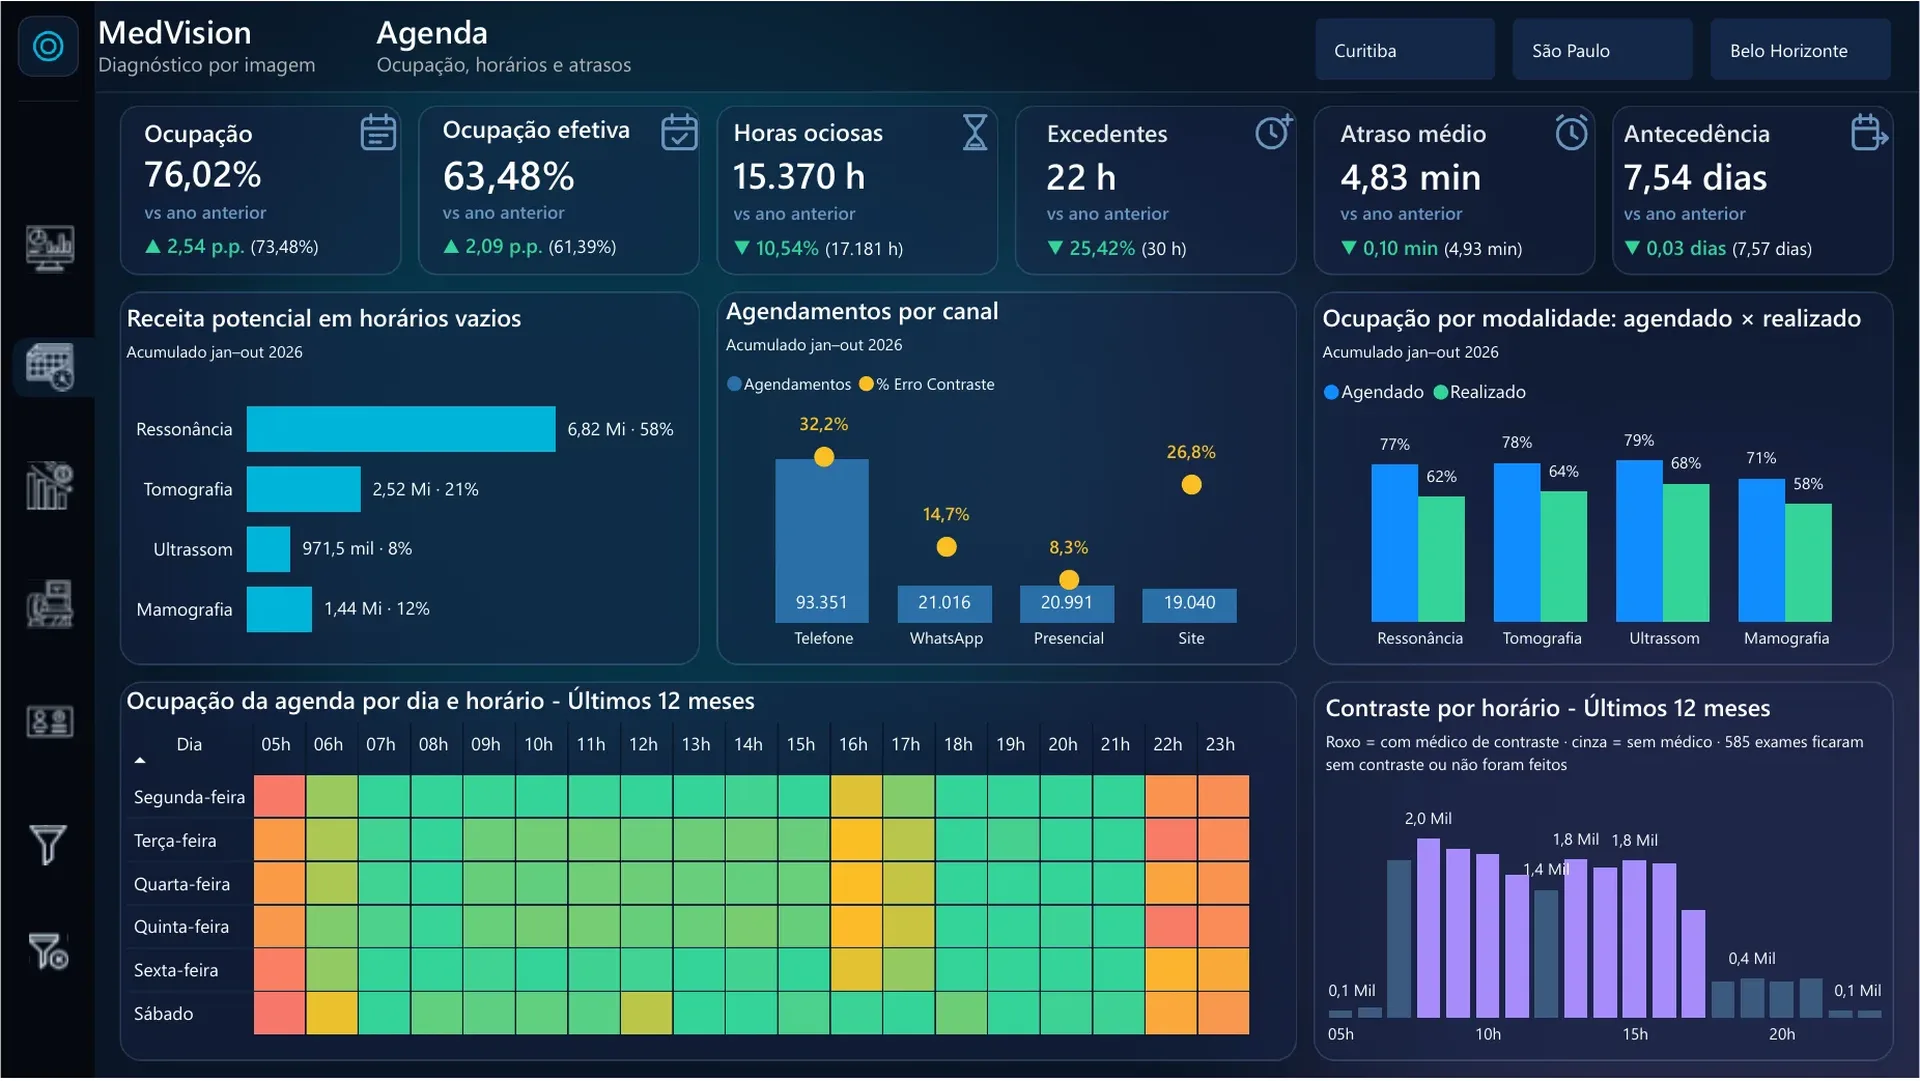 MedVision
Diagnóstico por imagem
Agenda
Ocupação, horários e atrasos
Curitiba
São Paulo
Belo Horizonte
Ocupação
76,02%
vs ano anterior
▲ 2,54 p.p. (73,48%)
Ocupação efetiva
63,48%
vs ano anterior
▲ 2,09 p.p. (61,39%)
Horas ociosas
15.370 h
vs ano anterior
▼ 10,54% (17.181 h)
Excedentes
22 h
vs ano anterior
▼ 25,42% (30 h)
Atraso médio
4,83 min
vs ano anterior
▼ 0,10 min (4,93 min)
Antecedência
7,54 dias
vs ano anterior
▼ 0,03 dias (7,57 dias)
Receita potencial em horários vazios
Acumulado jan–out 2026
Ressonância 6,82 Mi · 58%
Tomografia 2,52 Mi · 21%
Ultrassom 971,5 mil · 8%
Mamografia 1,44 Mi · 12%
Agendamentos por canal
Acumulado jan–out 2026
Agendamentos % Erro Contraste
32,2% 14,7% 8,3% 26,8%
93.351 21.016 20.991 19.040
Telefone WhatsApp Presencial Site
Ocupação por modalidade: agendado × realizado
Acumulado jan–out 2026
Agendado Realizado
77% 62% 78% 64% 79% 68% 71% 58%
Ressonância Tomografia Ultrassom Mamografia
Ocupação da agenda por dia e horário - Últimos 12 meses
Dia 05h 06h 07h 08h 09h 10h 11h 12h 13h 14h 15h 16h 17h 18h 19h 20h 21h 22h 23h
Segunda-feira
Terça-feira
Quarta-feira
Quinta-feira
Sexta-feira
Sábado
Contraste por horário - Últimos 12 meses
Roxo = com médico de contraste · cinza = sem médico · 585 exames ficaram
sem contraste ou não foram feitos
0,1 Mil 2,0 Mil 1,4 Mil 1,8 Mil 1,8 Mil 0,4 Mil 0,1 Mil
05h 10h 15h 20h